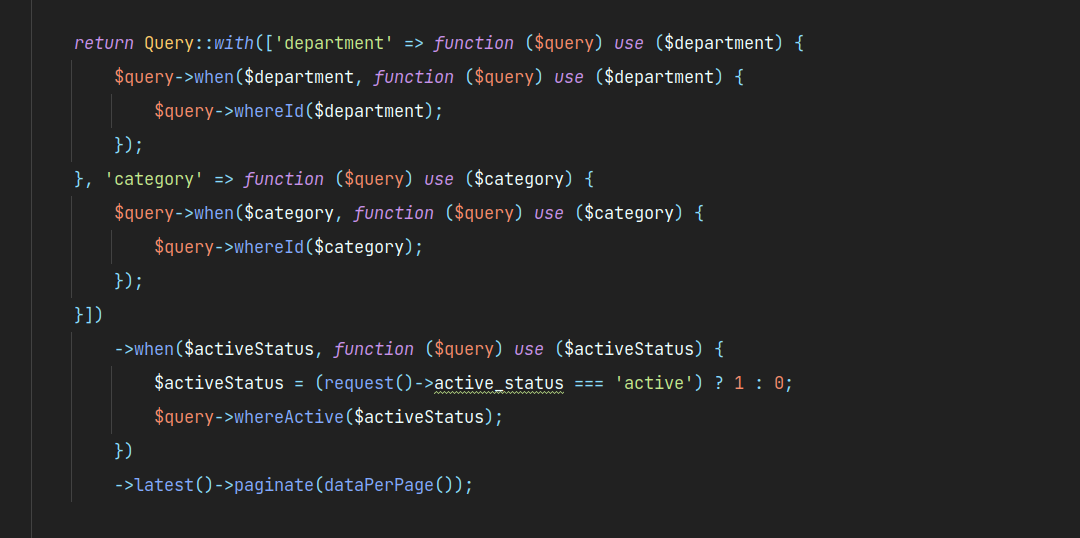 return Query::with(['department' => function ($query) use ($department) {
$query->when($department, function ($query) use ($department) {
$query->whereId($department);
});
}, 'category' => function ($query) use ($category) {
$query->when($category, function ($query) use ($category) {
$query->whereId($category);
});
}])
->when($activeStatus, function ($query) use ($activeStatus) {
$activeStatus = (request()->active_status === 'active') ? 1 : 0;
$query->whereActive($activeStatus);
})
->latest()->paginate(dataPerPage());